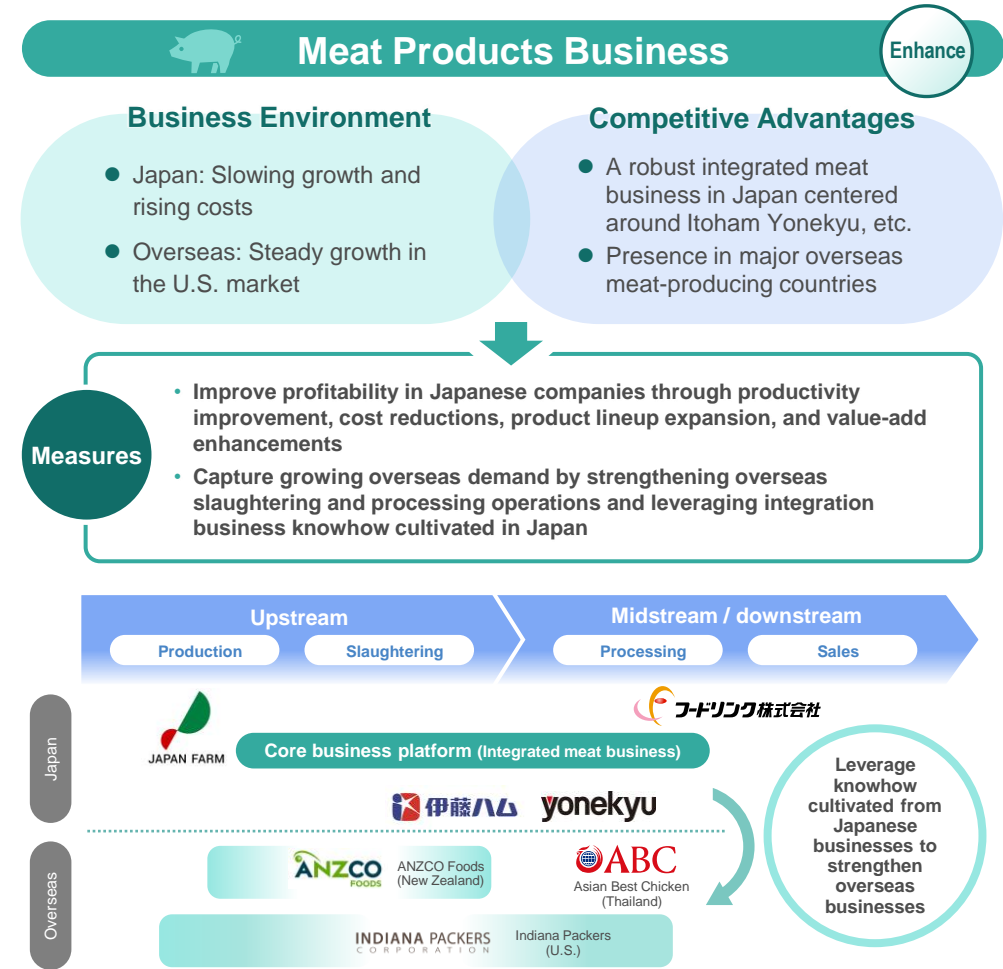 Meat Products Business
Enhance
Business Environment
Japan: Slowing growth and
rising costs
Overseas: Steady growth in
the U.S. market
Competitive Advantages
A robust integrated meat
business in Japan centered
around Itoham Yonekyu, etc.
Presence in major overseas
meat-producing countries
Measures
Improve profitability in Japanese companies through productivity
improvement, cost reductions, product lineup expansion, and value-add
enhancements
Capture growing overseas demand by strengthening overseas
slaughtering and processing operations and leveraging integration
business knowhow cultivated in Japan
Upstream
Production
Slaughtering
Midstream / downstream
Processing
Sales
Japan
JAPAN FARM
フードリンク株式会社
Core business platform (Integrated meat business)
伊藤ハム
yonekyu
Leverage
knowhow
cultivated from
Japanese
businesses to
strengthen
overseas
businesses
Overseas
ANZCO
FOODS
ANZCO Foods
(New Zealand)
ABC
Asian Best Chicken
(Thailand)
INDIANA PACKERS
CORPORATION
Indiana Packers
(U.S.)